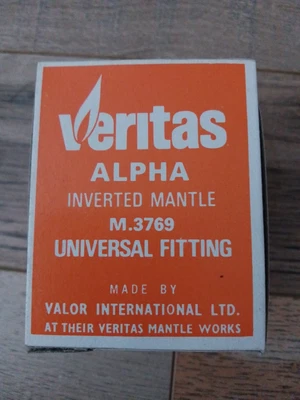 Veritas
ALPHA
INVERTED MANTLE
M.3769
UNIVERSAL FITTING
MADE BY
VALOR INTERNATIONAL LTD.
AT THEIR VERITAS MANTLE WORKS